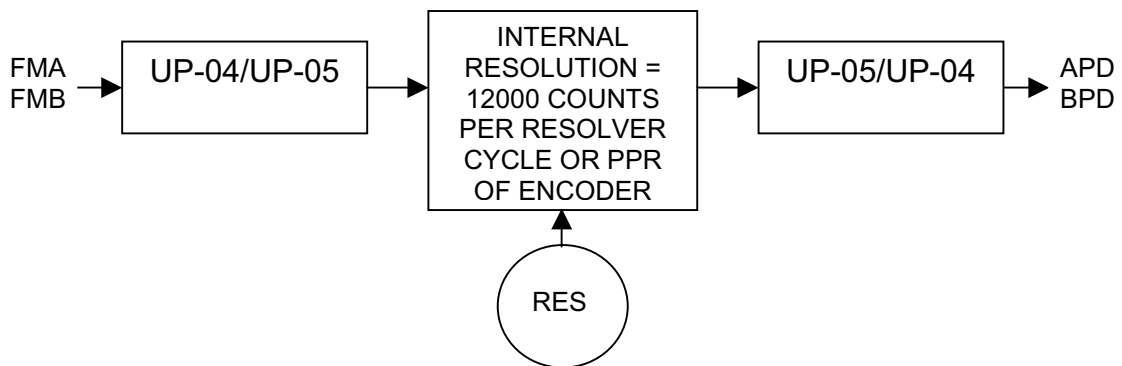 FMA
FMB
UP-04/UP-05
INTERNAL
RESOLUTION =
12000 COUNTS
PER RESOLVER
CYCLE OR PPR
OF ENCODER
UP-05/UP-04
APD
BPD
RES